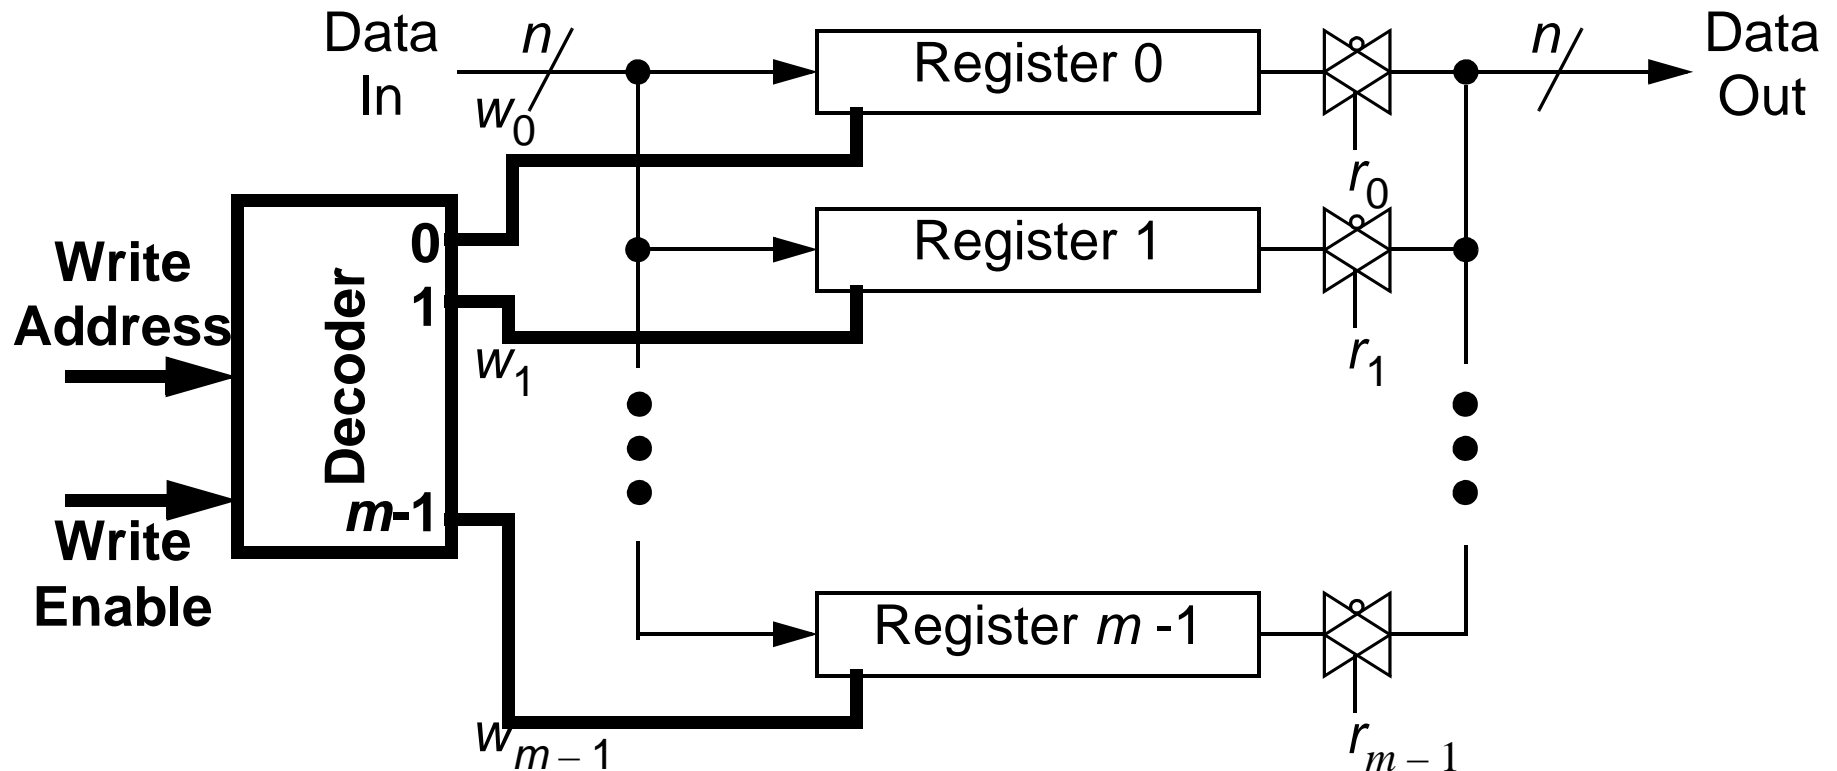 Data In
n
w0
Register 0
r0
n
Data Out
Write Address
Write Enable
Decoder
0
1
m-1
w1
Register 1
r1
Register m -1
wm – 1
rm – 1